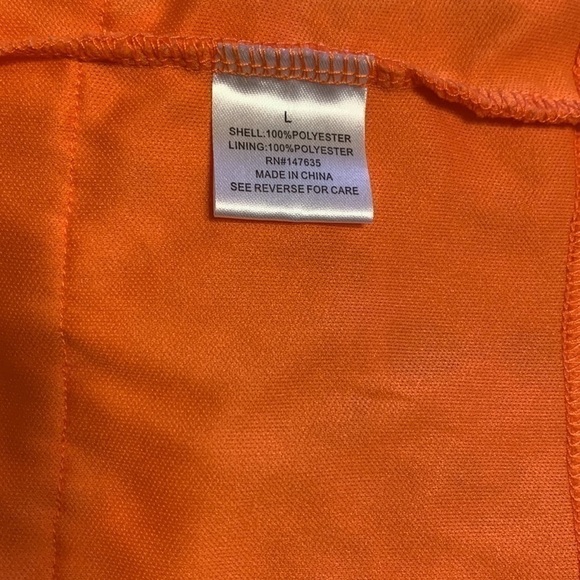 L
SHELL:100%POLYESTER
LINING:100%POLYESTER
RN#147635
MADE IN CHINA
SEE REVERSE FOR CARE